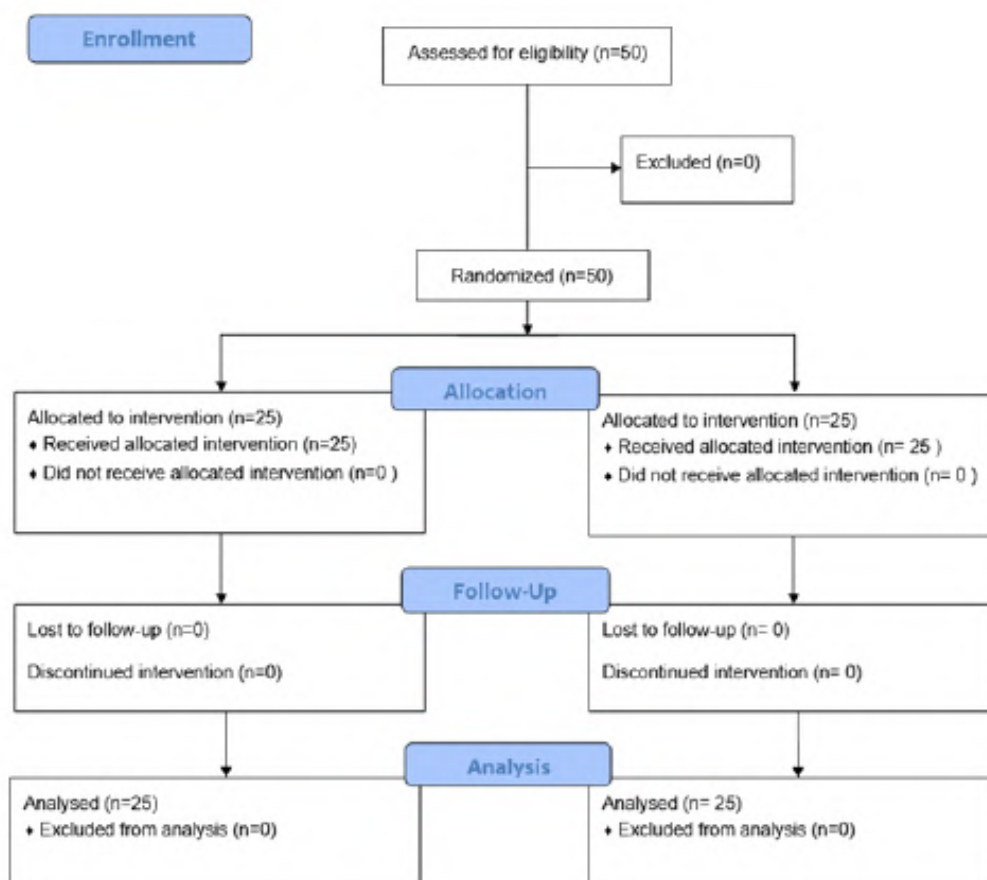 Enrollment
Assessed for eligibility (n=50)
Excluded (n=0)
Randomized (n=50)
Allocation
Allocated to intervention (n=25)
♦ Received allocated intervention (n=25)
♦ Did not receive allocated intervention (n=0 )
Allocated to intervention (n=25)
♦ Received allocated intervention (n= 25 )
♦ Did not receive allocated intervention (n= 0 )
Follow-Up
Lost to follow-up (n=0)
Discontinued intervention (n=0)
Lost to follow-up (n= 0)
Discontinued intervention (n= 0)
Analysis
Analysed (n=25)
♦ Excluded from analysis (n=0)
Analysed (n= 25)
♦ Excluded from analysis (n=0)